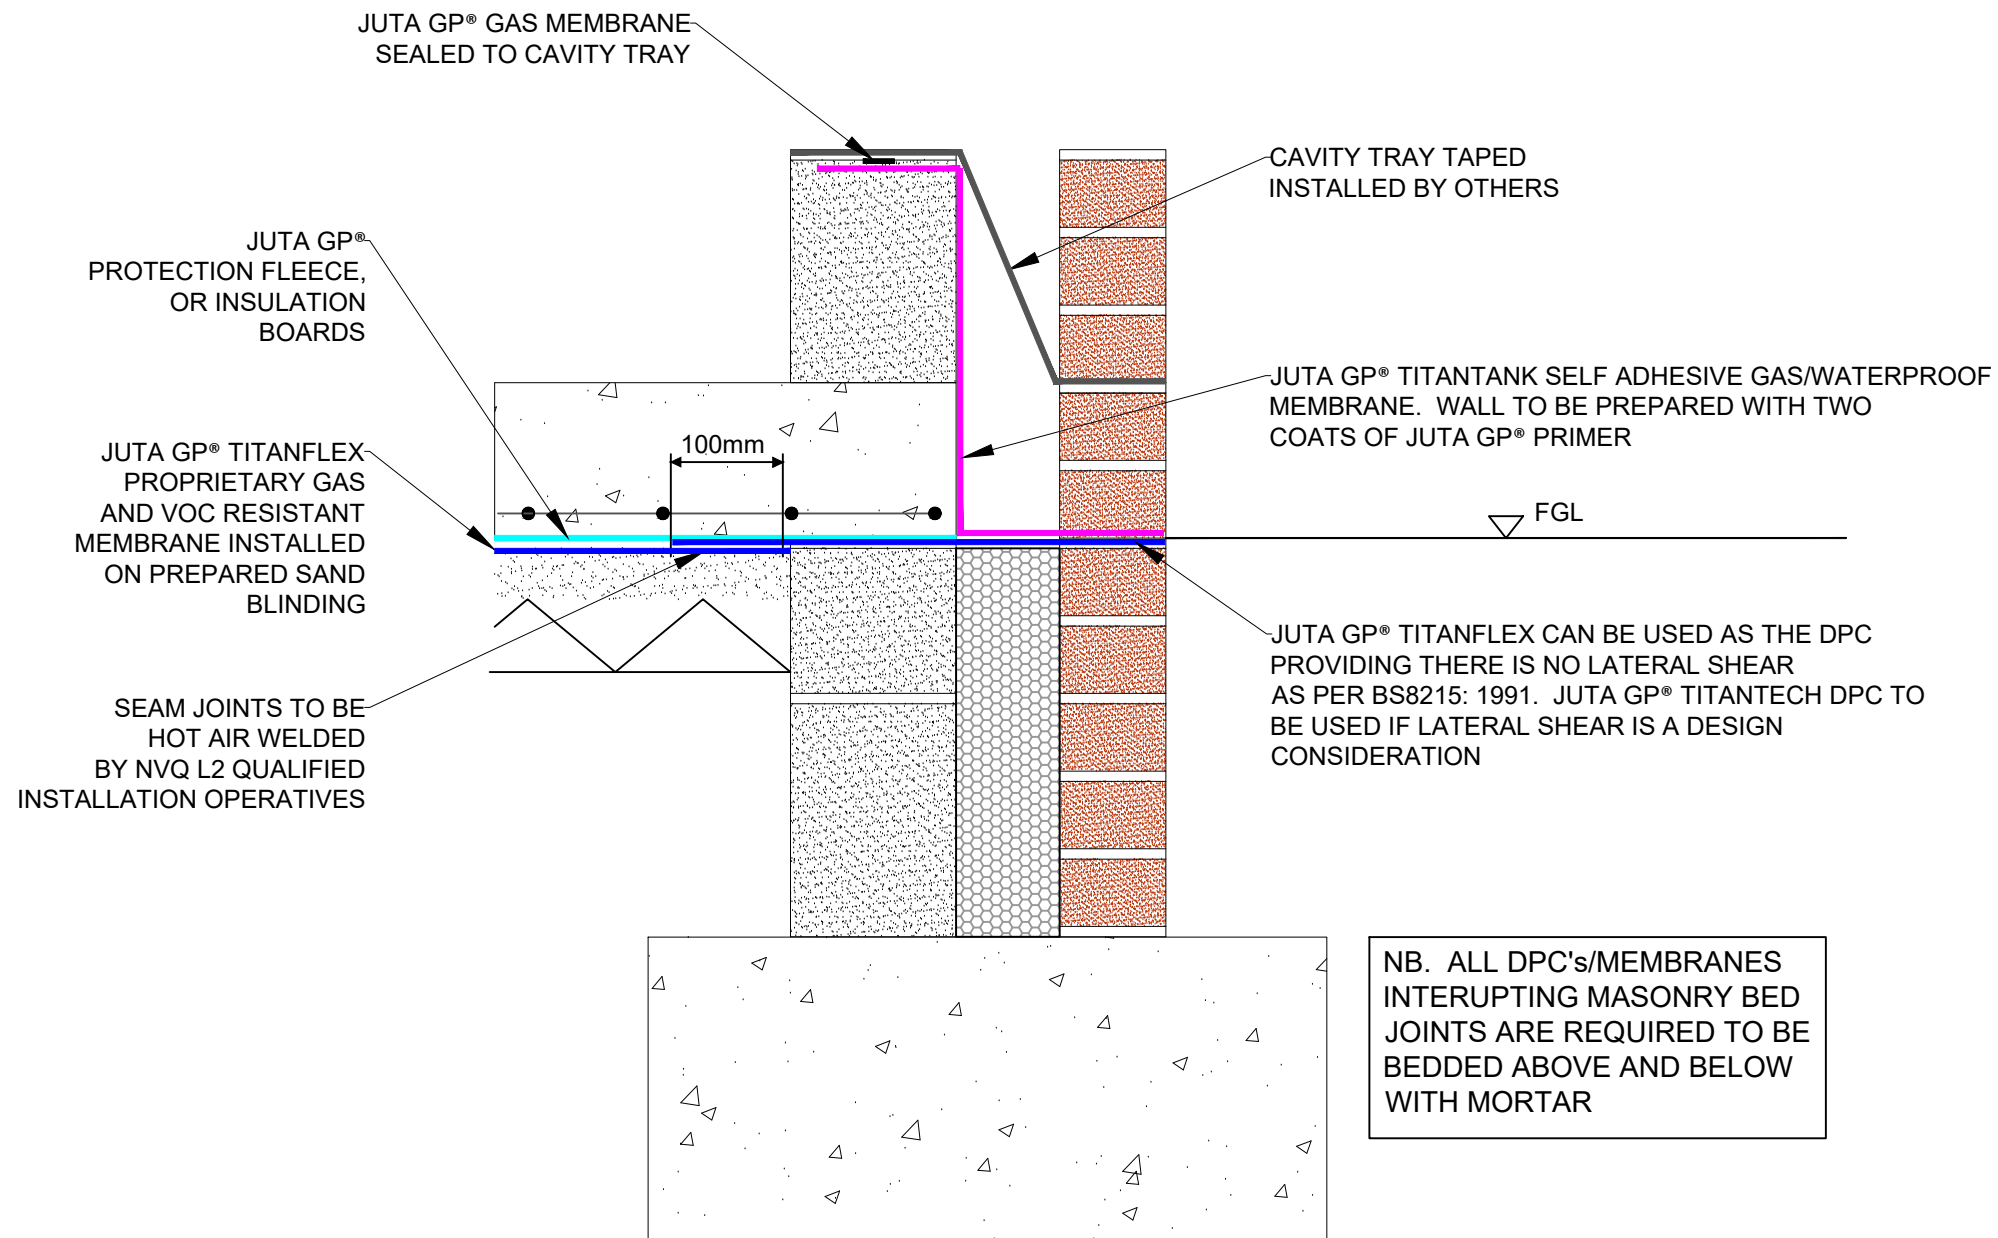 JUTA GP® GAS MEMBRANE
SEALED TO CAVITY TRAY
CAVITY TRAY TAPED
INSTALLED BY OTHERS
JUTA GP®
PROTECTION FLEECE,
OR INSULATION
BOARDS
JUTA GP® TITANTANK SELF ADHESIVE GAS/WATERPROOF
MEMBRANE. WALL TO BE PREPARED WITH TWO
COATS OF JUTA GP® PRIMER
100mm
JUTA GP® TITANFLEX
PROPRIETARY GAS
AND VOC RESISTANT
MEMBRANE INSTALLED
ON PREPARED SAND
BLINDING
FGL
JUTA GP® TITANFLEX CAN BE USED AS THE DPC
PROVIDING THERE IS NO LATERAL SHEAR
AS PER BS8215: 1991. JUTA GP® TITANTECH DPC TO
BE USED IF LATERAL SHEAR IS A DESIGN
CONSIDERATION
SEAM JOINTS TO BE
HOT AIR WELDED
BY NVQ L2 QUALIFIED
INSTALLATION OPERATIVES
NB. ALL DPC's/MEMBRANES
INTERUPTING MASONRY BED
JOINTS ARE REQUIRED TO BE
BEDDED ABOVE AND BELOW
WITH MORTAR